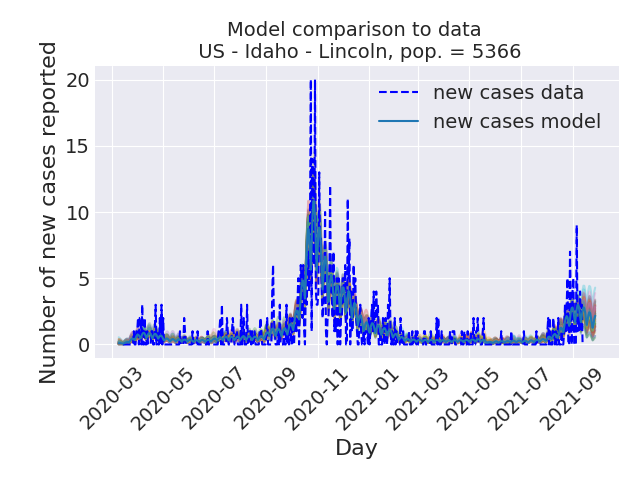 Model comparison to data
US - Idaho - Lincoln, pop. = 5366
new cases data
new cases model
Number of new cases reported
20
15
10
5
0
2020-03
2020-05
2020-07
2020-09
2020-11
2021-01
2021-03
2021-05
2021-07
2021-09
Day